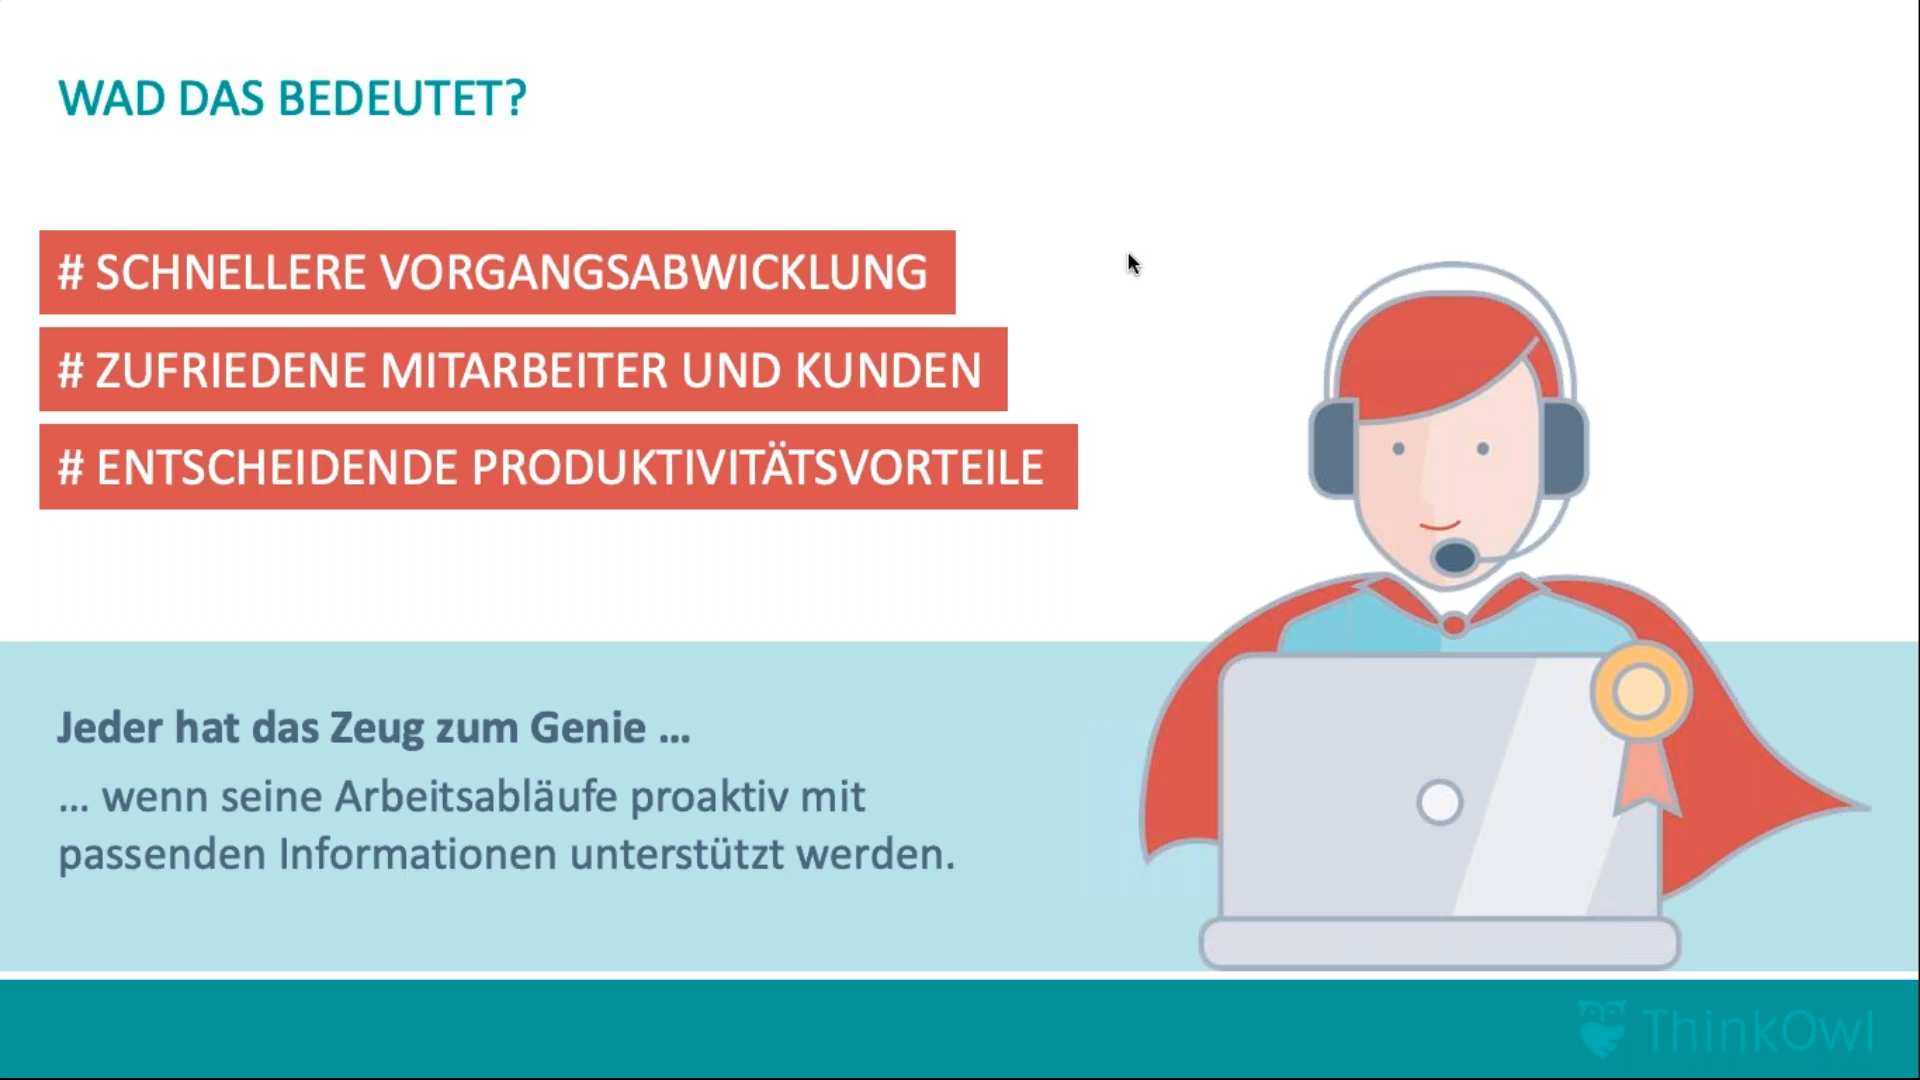 WAD DAS BEDEUTET?
# SCHNELLERE VORGANGSABWICKLUNG
# ZUFRIEDENE MITARBEITER UND KUNDEN
# ENTSCHEIDENDE PRODUKTIVITÄTSVORTEILE
Jeder hat das Zeug zum Genie ...
... wenn seine Arbeitsabläufe proaktiv mit
passenden Informationen unterstützt werden.
ThinkOwl